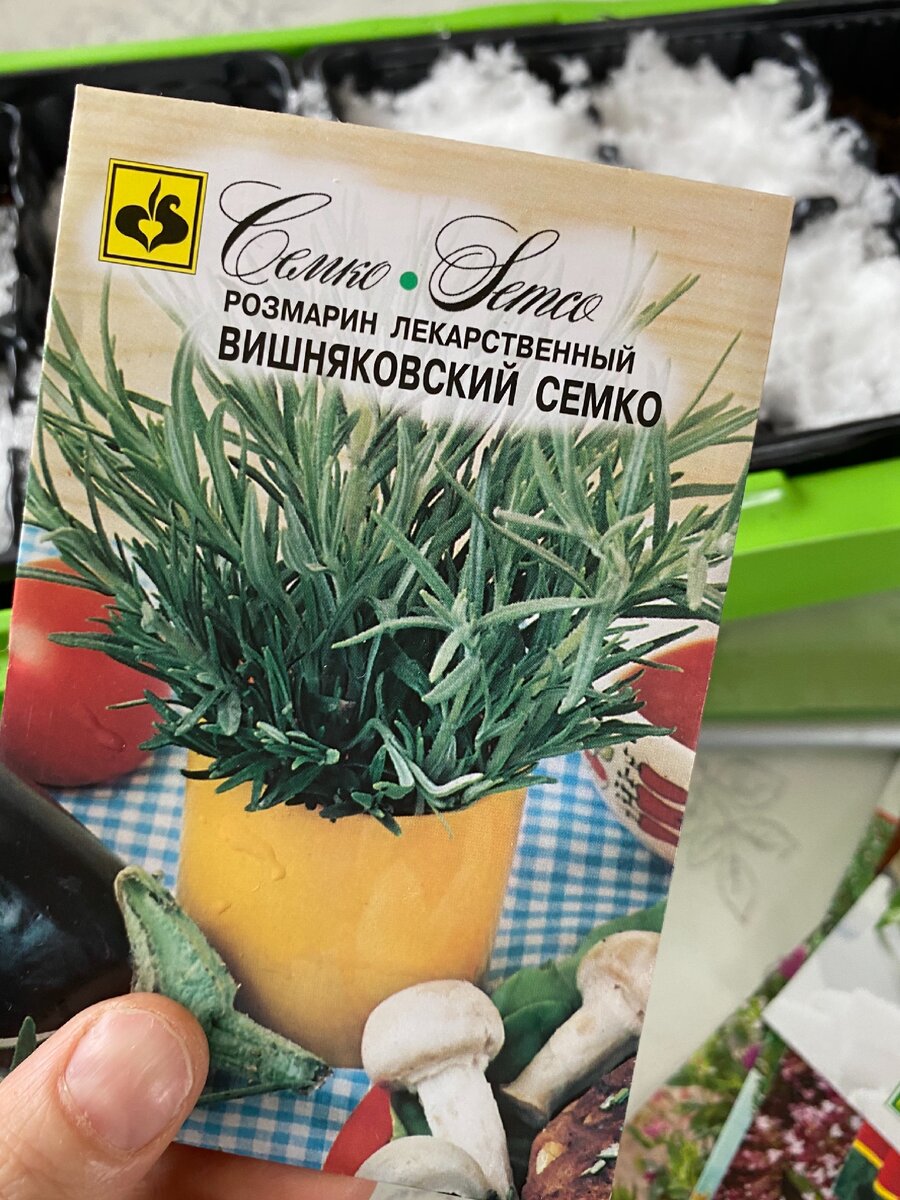 Семко • Semco
РОЗМАРИН ЛЕКАРСТВЕННЫЙ
ВИШНЯКОВСКИЙ СЕМКО